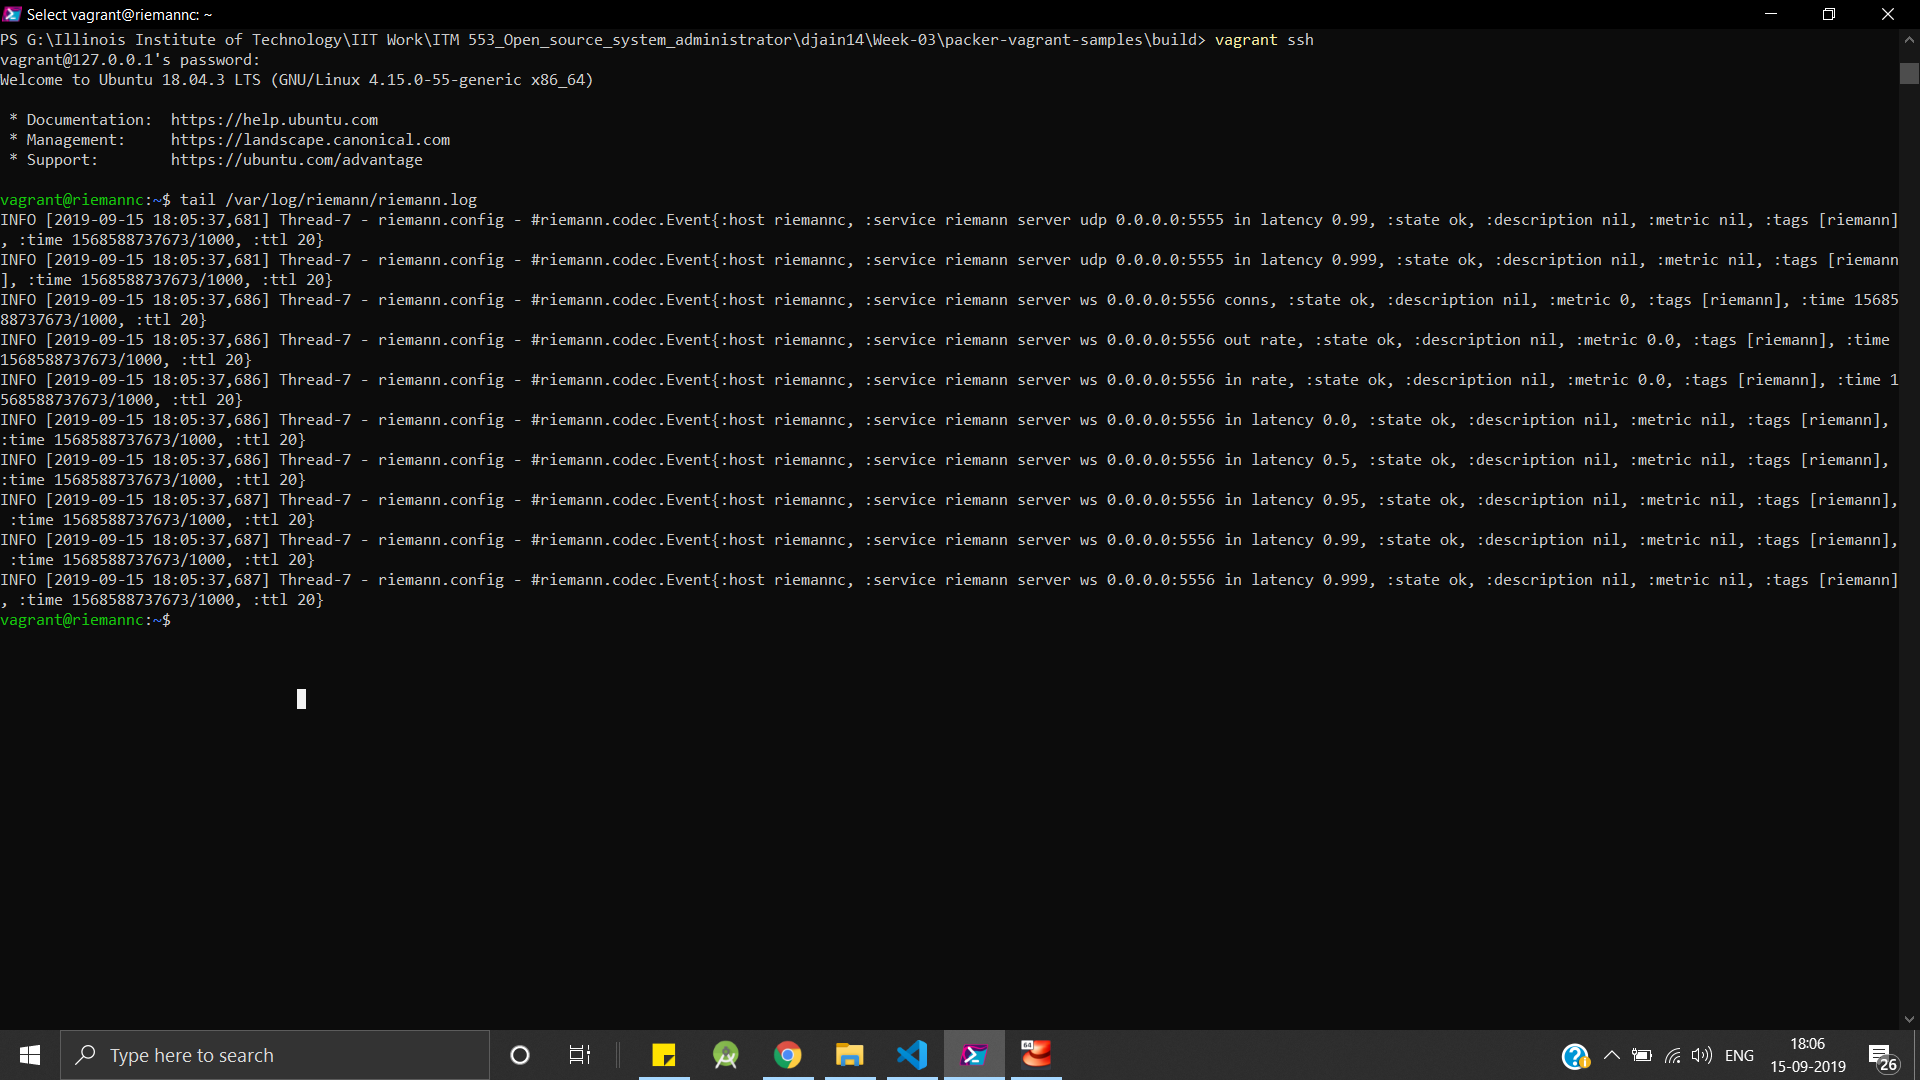 Select vagrant@riemannc: ~
PS G:\Illinois Institute of Technology\IIT Work\ITM 553_Open_source_system_administrator\djain14\Week-03\packer-vagrant-samples\build> vagrant ssh
vagrant@127.0.0.1's password:
Welcome to Ubuntu 18.04.3 LTS (GNU/Linux 4.15.0-55-generic x86_64)
* Documentation:  https://help.ubuntu.com
* Management:     https://landscape.canonical.com
* Support:        https://ubuntu.com/advantage
vagrant@riemannc:~$ tail /var/log/riemann/riemann.log
INFO [2019-09-15 18:05:37,681] Thread-7 - riemann.config - #riemann.codec.Event{:host riemannc, :service riemann server udp 0.0.0.0:5555 in latency 0.99, :state ok, :description nil, :metric nil, :tags [riemann]
, :time 1568588737673/1000, :ttl 20}
INFO [2019-09-15 18:05:37,681] Thread-7 - riemann.config - #riemann.codec.Event{:host riemannc, :service riemann server udp 0.0.0.0:5555 in latency 0.999, :state ok, :description nil, :metric nil, :tags [riemann
], :time 1568588737673/1000, :ttl 20}
INFO [2019-09-15 18:05:37,686] Thread-7 - riemann.config - #riemann.codec.Event{:host riemannc, :service riemann server ws 0.0.0.0:5556 conns, :state ok, :description nil, :metric 0, :tags [riemann], :time 15685
88737673/1000, :ttl 20}
INFO [2019-09-15 18:05:37,686] Thread-7 - riemann.config - #riemann.codec.Event{:host riemannc, :service riemann server ws 0.0.0.0:5556 out rate, :state ok, :description nil, :metric 0.0, :tags [riemann], :time
1568588737673/1000, :ttl 20}
INFO [2019-09-15 18:05:37,686] Thread-7 - riemann.config - #riemann.codec.Event{:host riemannc, :service riemann server ws 0.0.0.0:5556 in rate, :state ok, :description nil, :metric 0.0, :tags [riemann], :time 1
568588737673/1000, :ttl 20}
INFO [2019-09-15 18:05:37,686] Thread-7 - riemann.config - #riemann.codec.Event{:host riemannc, :service riemann server ws 0.0.0.0:5556 in latency 0.0, :state ok, :description nil, :metric nil, :tags [riemann],
:time 1568588737673/1000, :ttl 20}
INFO [2019-09-15 18:05:37,686] Thread-7 - riemann.config - #riemann.codec.Event{:host riemannc, :service riemann server ws 0.0.0.0:5556 in latency 0.5, :state ok, :description nil, :metric nil, :tags [riemann],
:time 1568588737673/1000, :ttl 20}
INFO [2019-09-15 18:05:37,687] Thread-7 - riemann.config - #riemann.codec.Event{:host riemannc, :service riemann server ws 0.0.0.0:5556 in latency 0.95, :state ok, :description nil, :metric nil, :tags [riemann],
:time 1568588737673/1000, :ttl 20}
INFO [2019-09-15 18:05:37,687] Thread-7 - riemann.config - #riemann.codec.Event{:host riemannc, :service riemann server ws 0.0.0.0:5556 in latency 0.99, :state ok, :description nil, :metric nil, :tags [riemann],
:time 1568588737673/1000, :ttl 20}
INFO [2019-09-15 18:05:37,687] Thread-7 - riemann.config - #riemann.codec.Event{:host riemannc, :service riemann server ws 0.0.0.0:5556 in latency 0.999, :state ok, :description nil, :metric nil, :tags [riemann]
, :time 1568588737673/1000, :ttl 20}
vagrant@riemannc:~$
Type here to search
64
ENG
18:06
15-09-2019
26